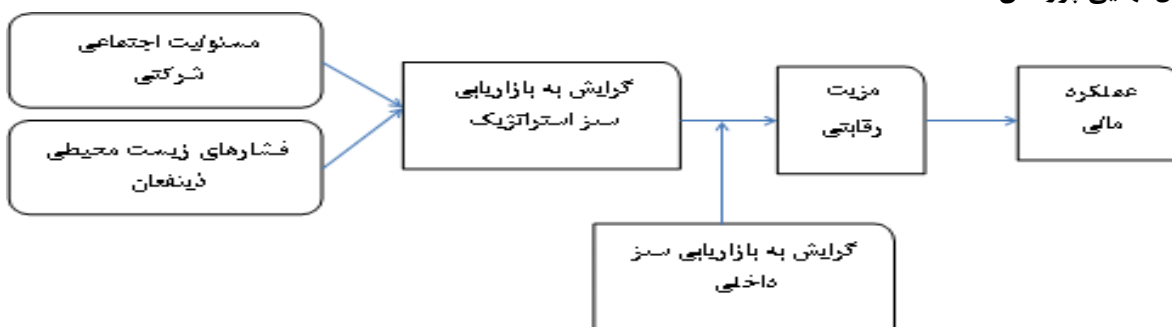 مسئولیت اجتماعی
شرکتی
فشارهای زیست محیطی
ذینفعان
گرایش به بازاریابی
سبز استراتژیک
مزیت
رقابتی
عملکرد
مالی
گرایش به بازاریابی سبز
داخلی